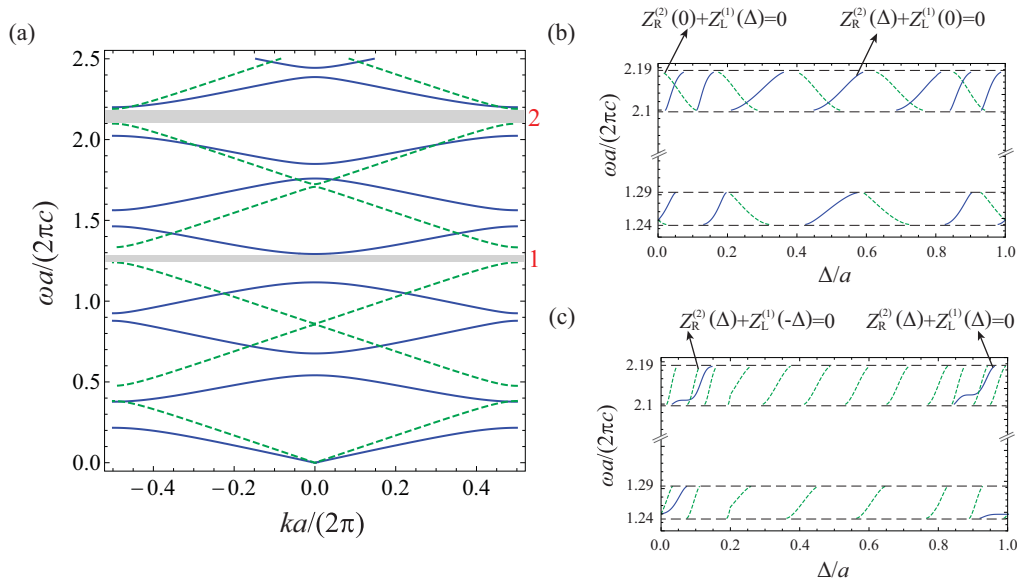 (a)
2.5
2.0
1.5
1.0
0.5
0.0
ωa/(2πc)
2
1
−0.4
−0.2
0.0
0.2
0.4
ka/(2π)
(b)
Z_R^(2)(0)+Z_L^(1)(Δ)=0
Z_R^(2)(Δ)+Z_L^(1)(0)=0
2.19
2.1
1.29
1.24
ωa/(2πc)
0.0
0.2
0.4
0.6
0.8
1.0
Δ/a
(c)
Z_R^(2)(Δ)+Z_L^(1)(-Δ)=0
Z_R^(2)(Δ)+Z_L^(1)(Δ)=0
2.19
2.1
1.29
1.24
ωa/(2πc)
0.0
0.2
0.4
0.6
0.8
1.0
Δ/a